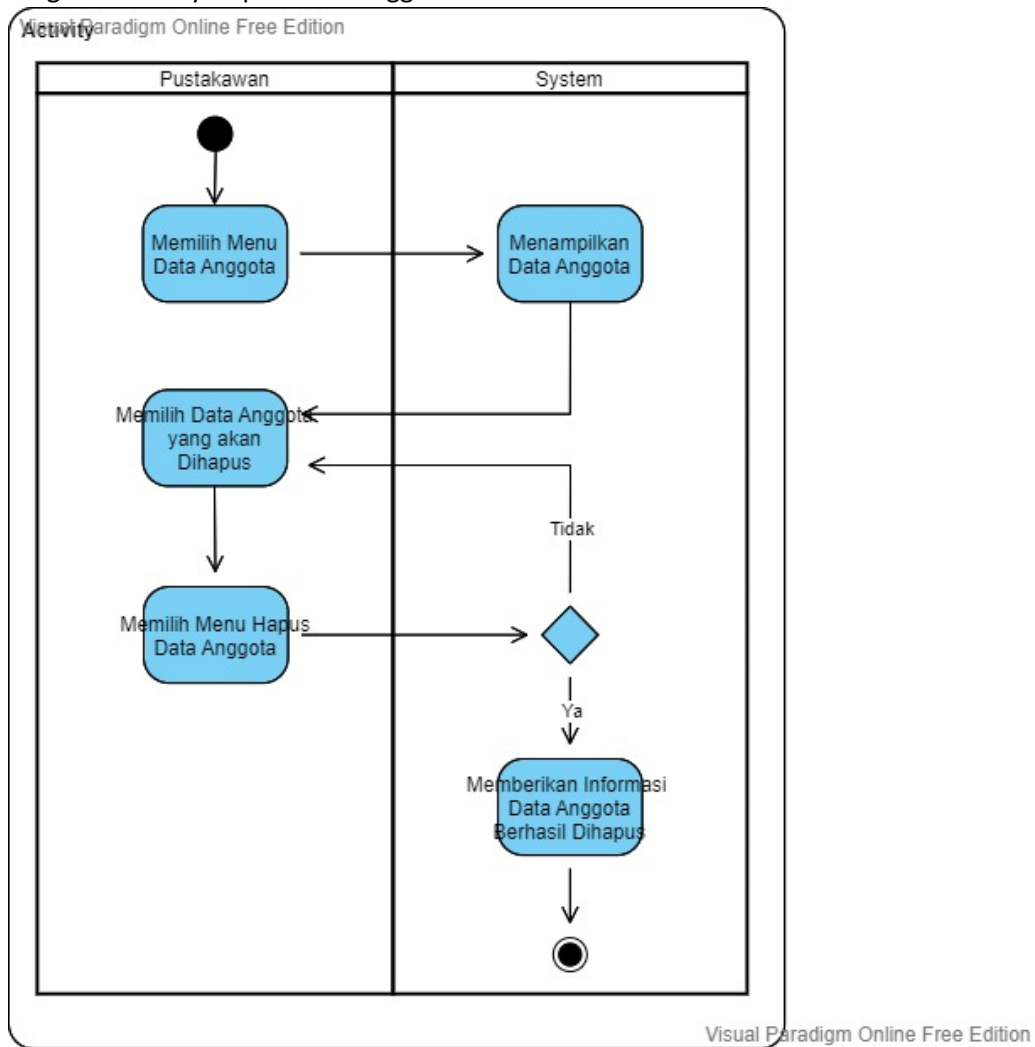 Visual Paradigm Online Free Edition
Activity
Pustakawan
System
Memilih Menu
Data Anggota
Menampilkan
Data Anggota
Memilih Data Anggota
yang akan
Dihapus
Tidak
Memilih Menu Hapus
Data Anggota
Ya
Memberikan Informasi
Data Anggota
Berhasil Dihapus
Visual Paradigm Online Free Edition